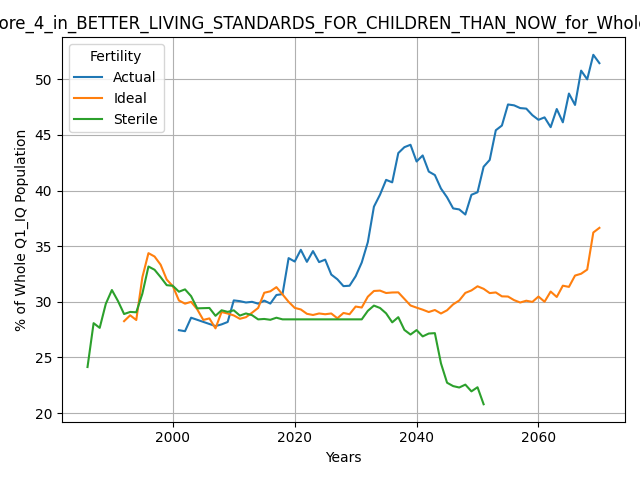 ore_4_in_BETTER_LIVING_STANDARDS_FOR_CHILDREN_THAN_NOW_for_Whole
Fertility
Actual
Ideal
Sterile
% of Whole Q1_IQ Population
50
45
40
35
30
25
20
2000
2020
2040
2060
Years